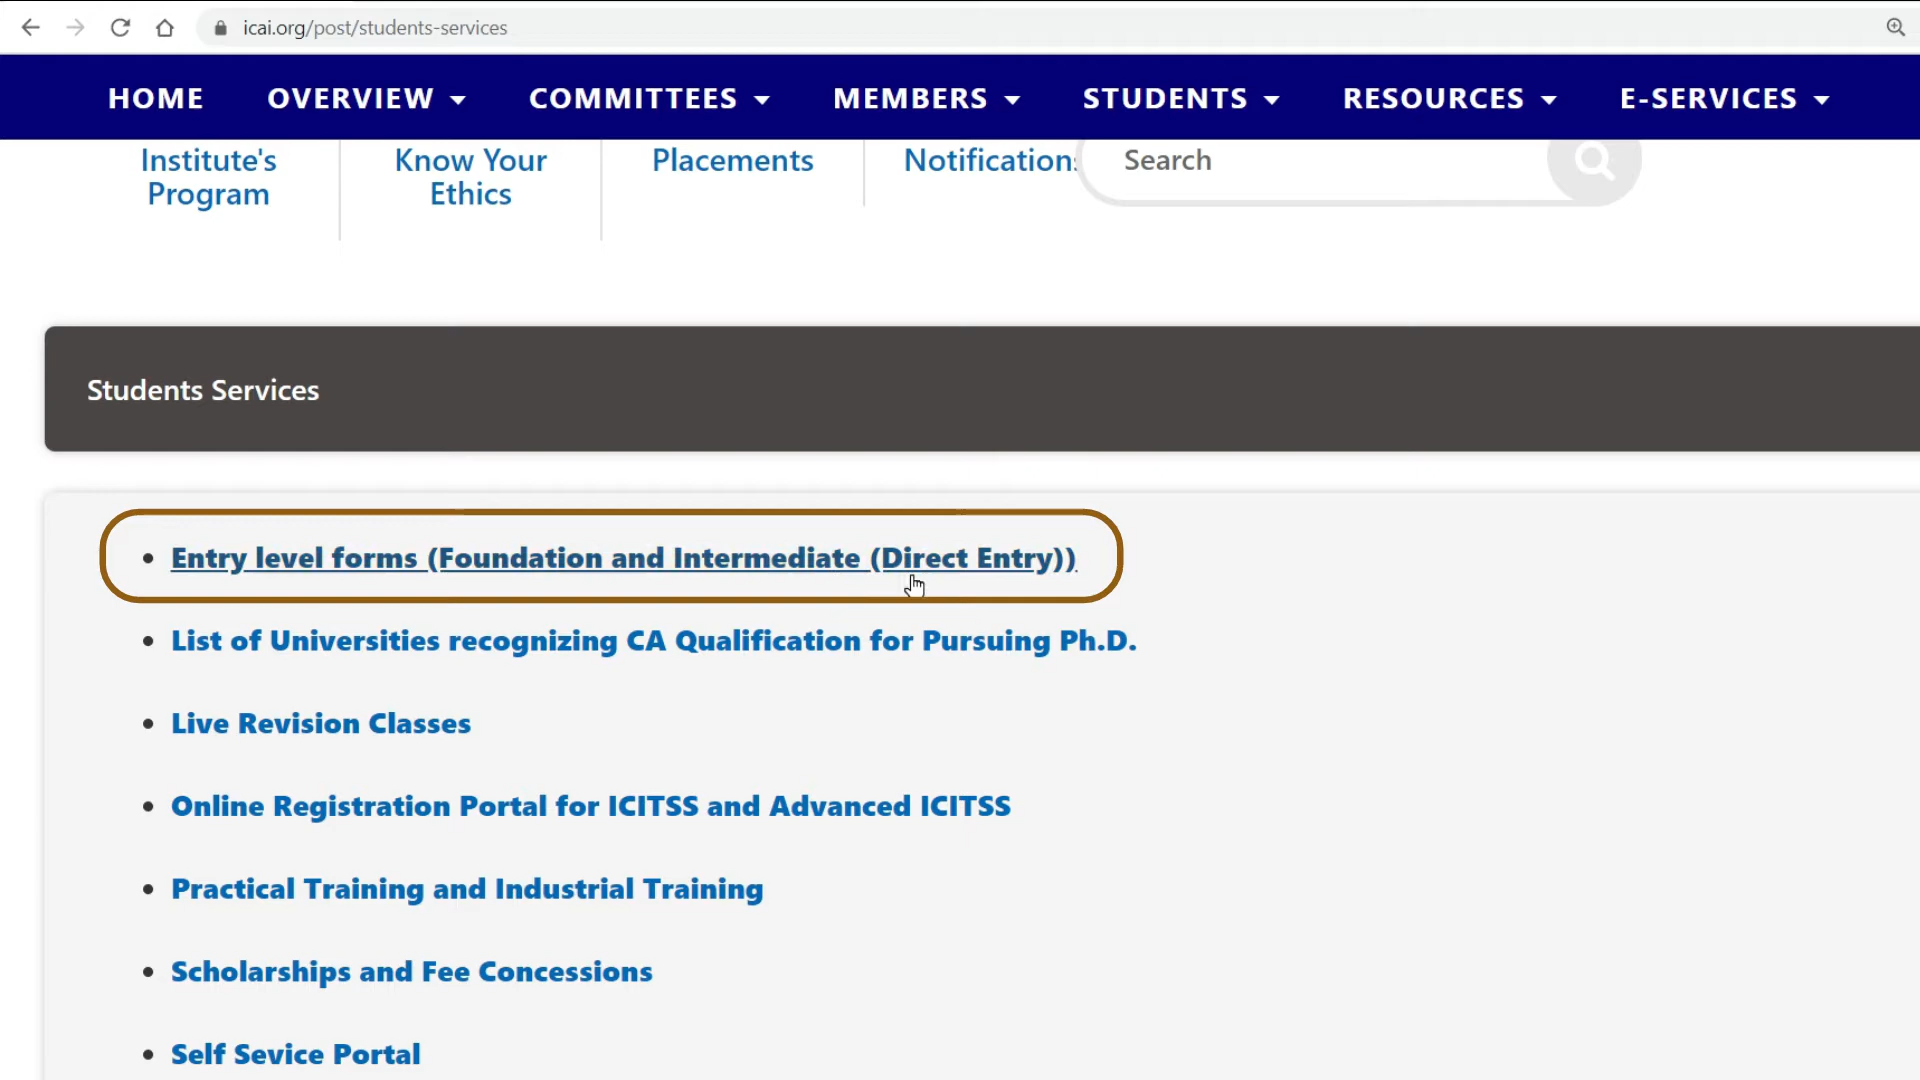 icai.org/post/students-services
HOME OVERVIEW COMMITTEES MEMBERS STUDENTS RESOURCES E-SERVICES
Institute's Program
Know Your Ethics
Placements
Notifications
Search
Students Services
Entry level forms (Foundation and Intermediate (Direct Entry))
List of Universities recognizing CA Qualification for Pursuing Ph.D.
Live Revision Classes
Online Registration Portal for ICITSS and Advanced ICITSS
Practical Training and Industrial Training
Scholarships and Fee Concessions
Self Sevice Portal